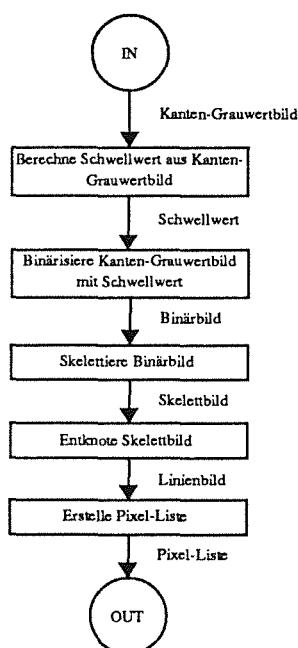 IN
Kanten-Grauwertbild
Berechne Schwellwert aus Kanten-
Grauwertbild
Schwellwert
Binärisiere Kanten-Grauwertbild
mit Schwellwert
Binärbild
Skelettiere Binärbild
Skelettbild
Entknote Skelettbild
Linienbild
Erstelle Pixel-Liste
Pixel-Liste
OUT